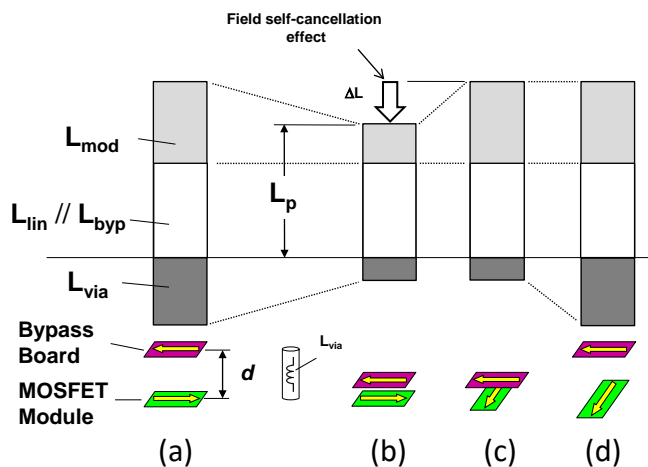 Field self-cancellation
effect
ΔL
Lmod
Lp
Llin // Lbyp
Lvia
Bypass
Board
Lvia
d
MOSFET
Module
(a)
(b)
(c)
(d)